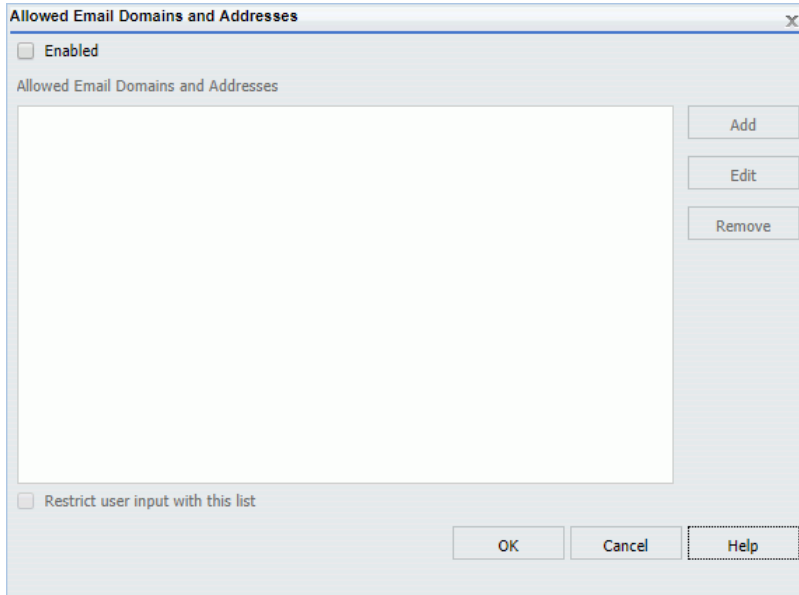 Allowed Email Domains and Addresses
x
Enabled
Allowed Email Domains and Addresses
Add
Edit
Remove
Restrict user input with this list
OK Cancel Help